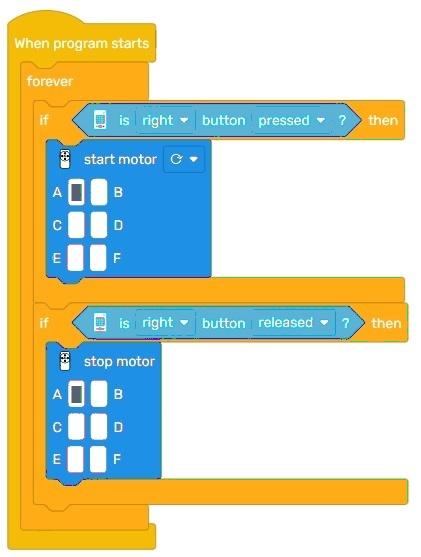 When program starts
forever
if is right button pressed ? then
start motor
A B
C D
E F
if is right button released ? then
stop motor
A B
C D
E F